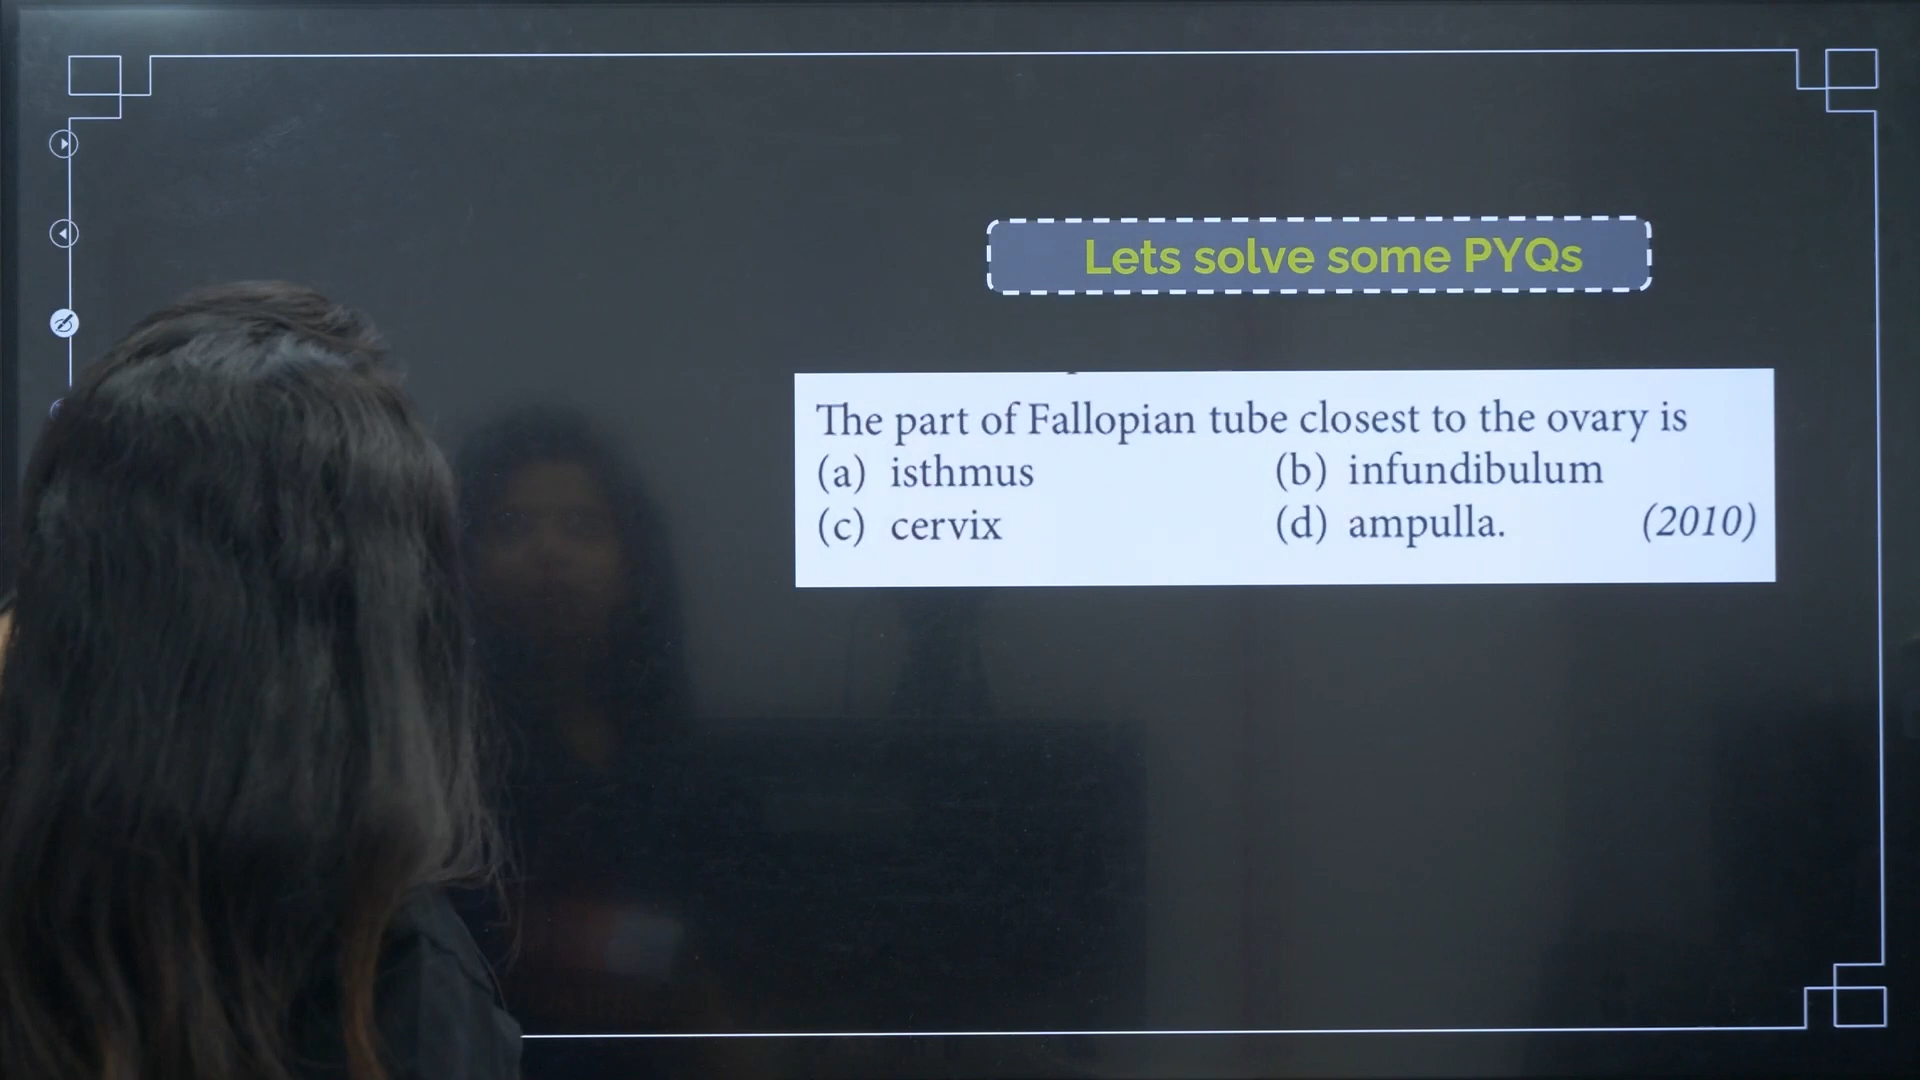 Lets solve some PYQs
The part of Fallopian tube closest to the ovary is
(a) isthmus (b) infundibulum
(c) cervix (d) ampulla. (2010)